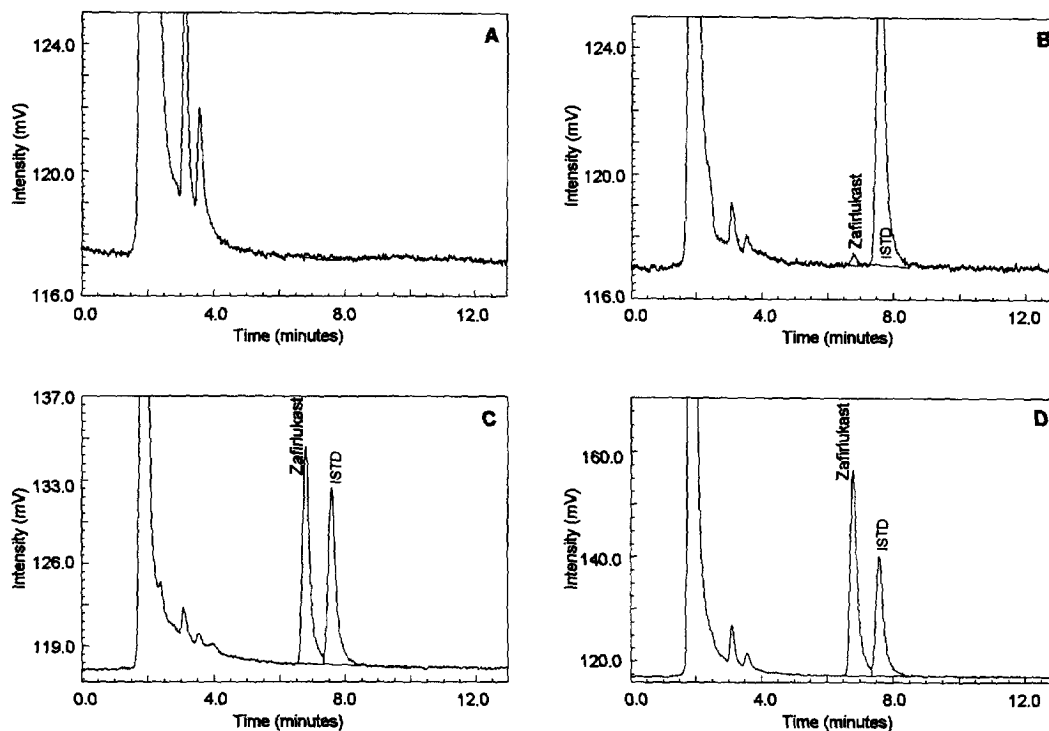 A
Intensity (mV)
124.0
120.0
116.0
0.0 4.0 8.0 12.0
Time (minutes)
B
Intensity (mV)
124.0
120.0
116.0
Zafirlukast
ISTD
0.0 4.0 8.0 12.0
Time (minutes)
C
Intensity (mV)
137.0
133.0
126.0
119.0
Zafirlukast
ISTD
0.0 4.0 8.0 12.0
Time (minutes)
D
Intensity (mV)
160.0
140.0
120.0
Zafirlukast
ISTD
0.0 4.0 8.0 12.0
Time (minutes)